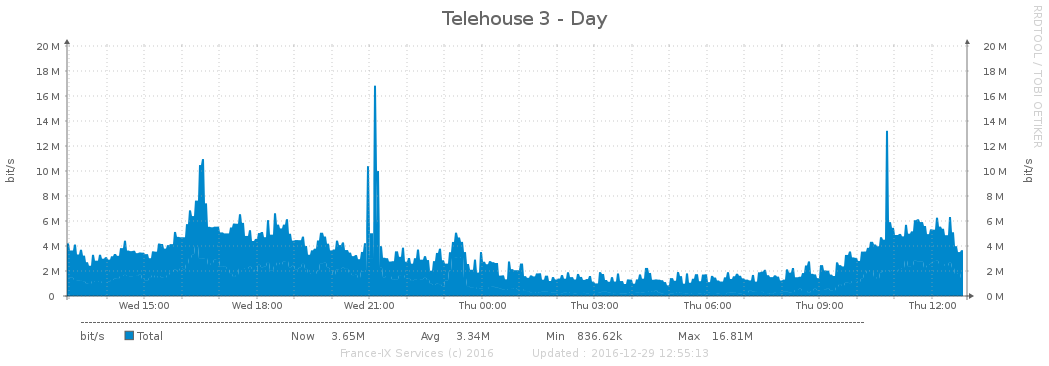 Telehouse 3 - Day
RRDTOOL / TOBI OETIKER
20 M 20 M
18 M 18 M
16 M 16 M
14 M 14 M
12 M 12 M
10 M 10 M
8 M 8 M
6 M 6 M
4 M 4 M
2 M 2 M
0 0 M
bit/s bit/s
Wed 15:00 Wed 18:00 Wed 21:00 Thu 00:00 Thu 03:00 Thu 06:00 Thu 09:00 Thu 12:00
bit/s Total Now 3.65M Avg 3.34M Min 836.62k Max 16.81M
France-IX Services (c) 2016 Updated : 2016-12-29 12:55:13